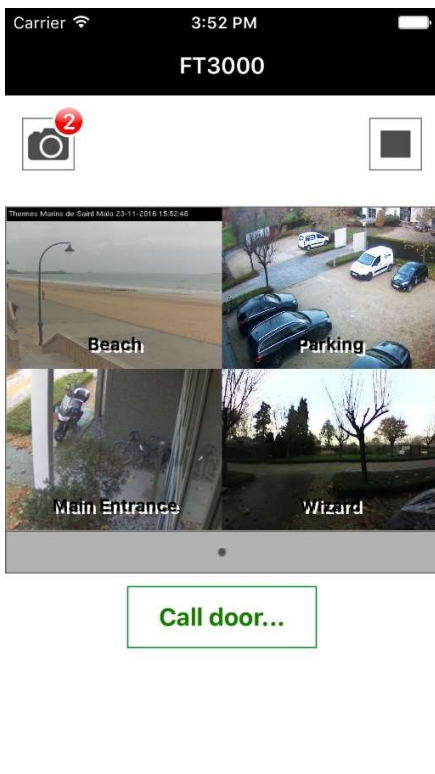 Carrier 3:52 PM
FT3000
2
Thermes Marins de Saint Malo 23-11-2016 15:52:46
Beach
Parking
Main Entrance
Wizard
Call door...